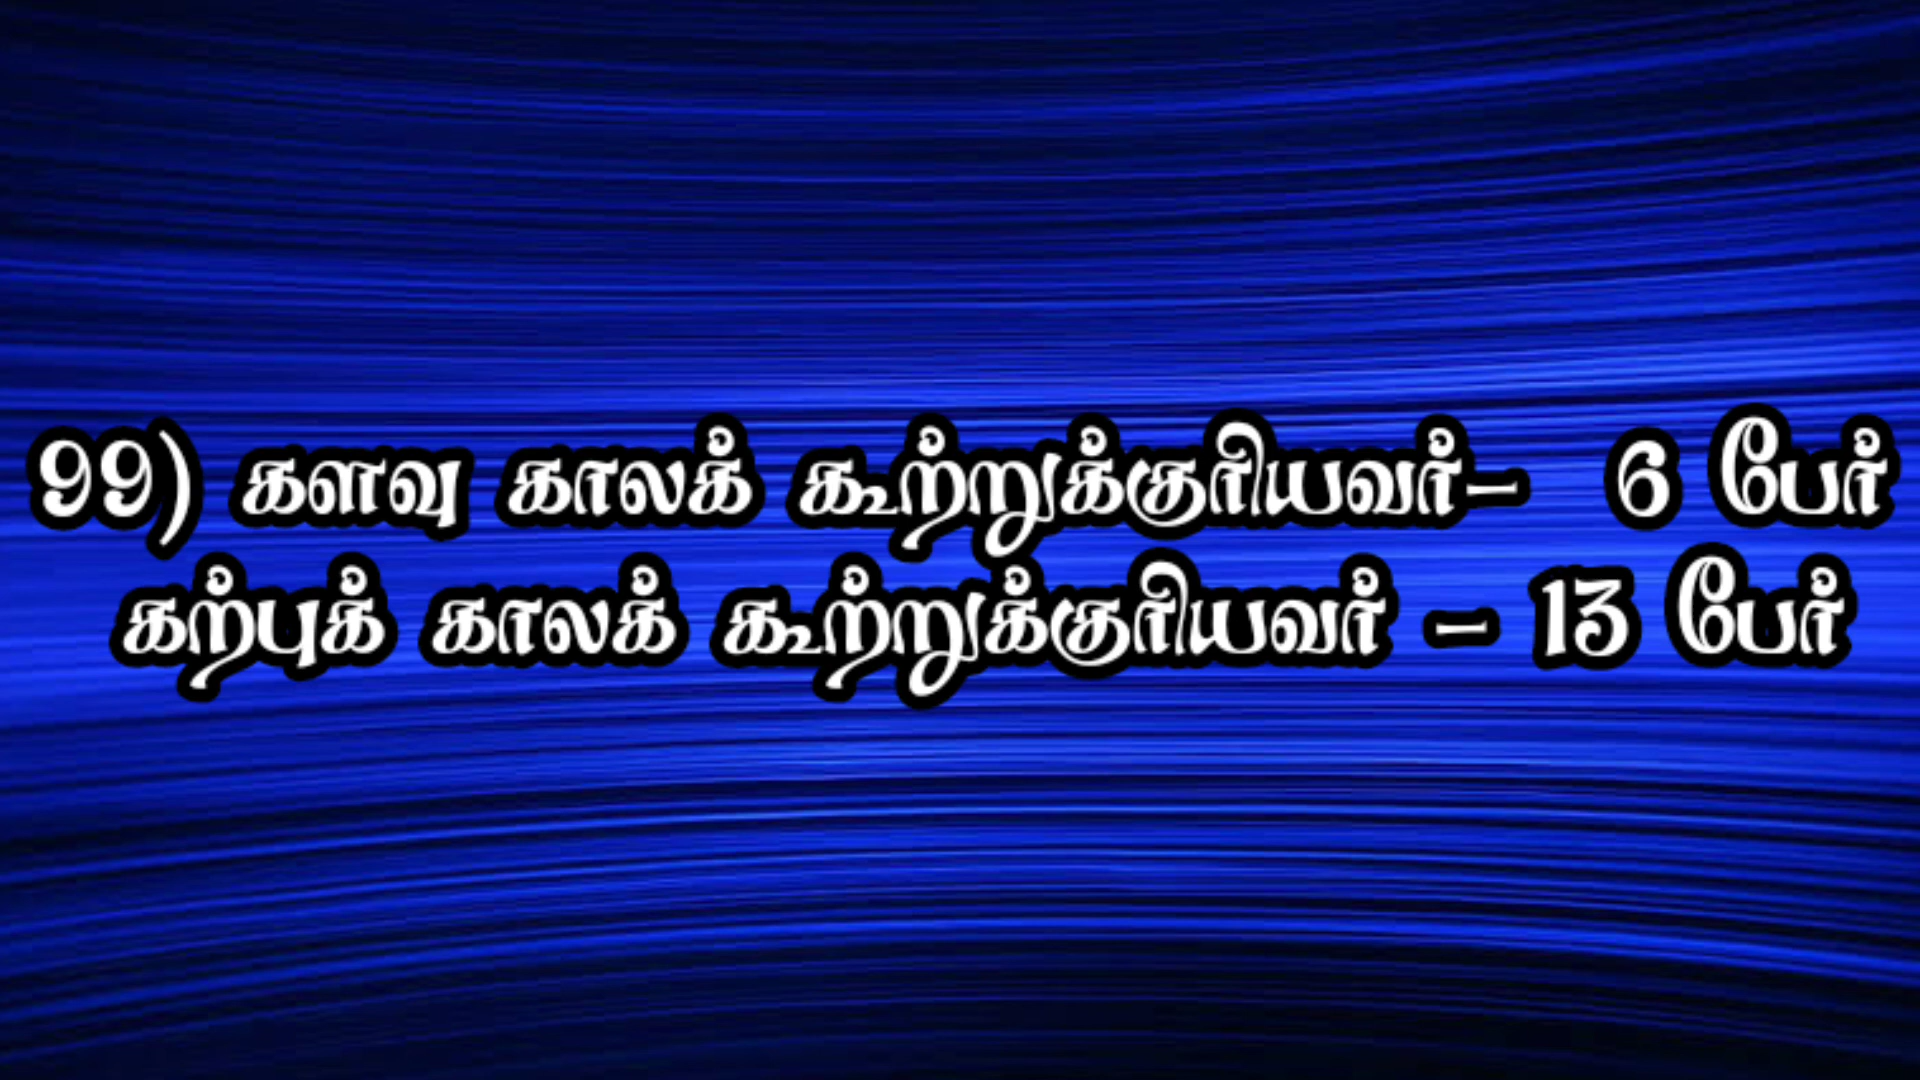 99) களவு காலக் கூற்றுக்குரியவர்– 6 பேர்
கற்புக் காலக் கூற்றுக்குரியவர் – 13 பேர்